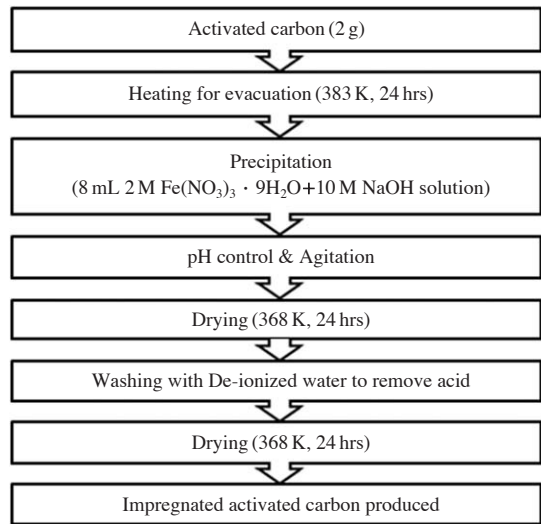 Activated carbon (2 g)
Heating for evacuation (383 K, 24 hrs)
Precipitation
(8 mL 2 M Fe(NO₃)₃ · 9H₂O+10 M NaOH solution)
pH control & Agitation
Drying (368 K, 24 hrs)
Washing with De-ionized water to remove acid
Drying (368 K, 24 hrs)
Impregnated activated carbon produced